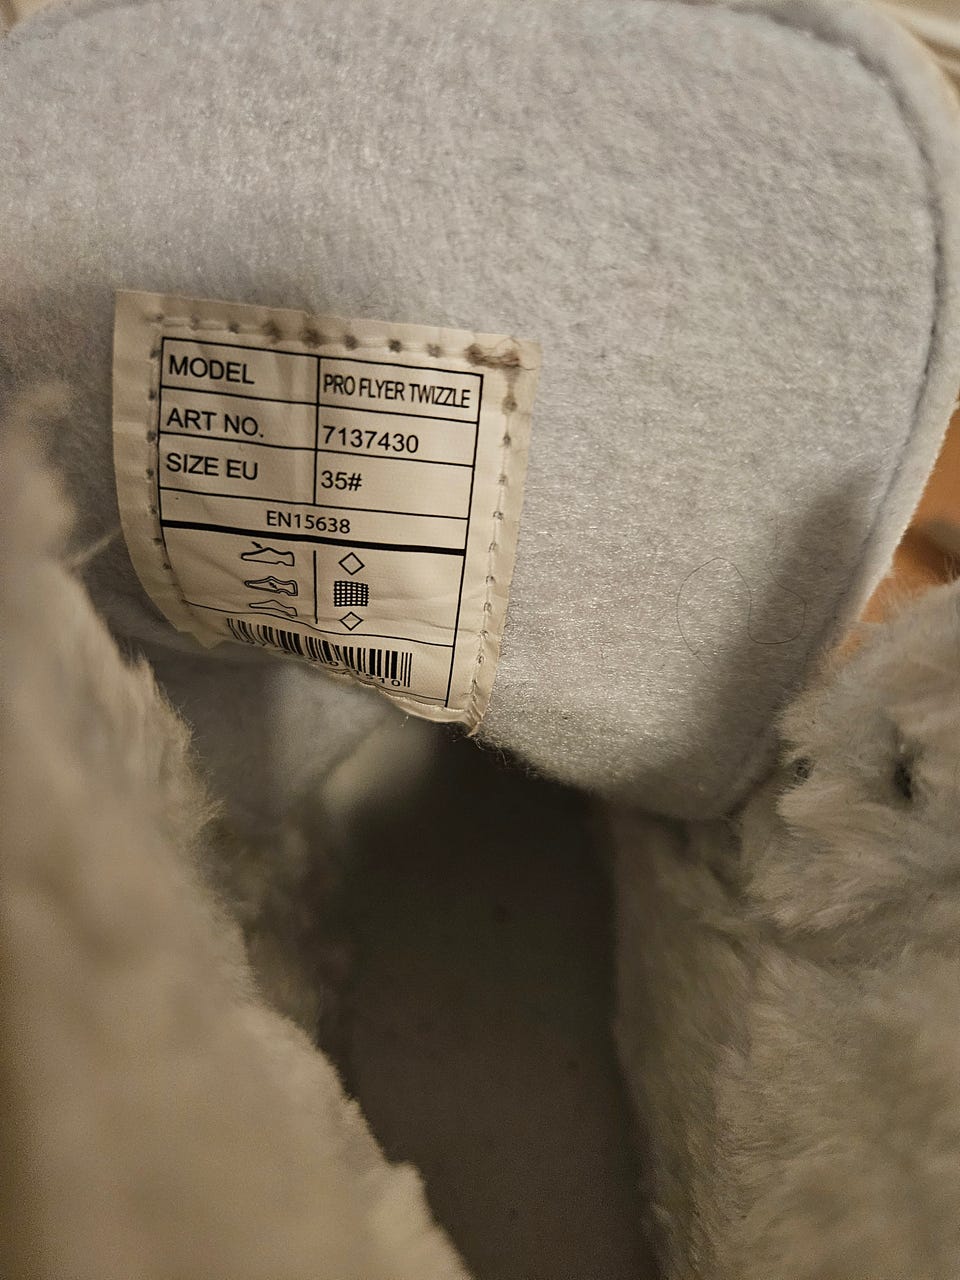 MODEL PRO FLYER TWIZZLE
ART NO. 7137430
SIZE EU 35#
EN15638